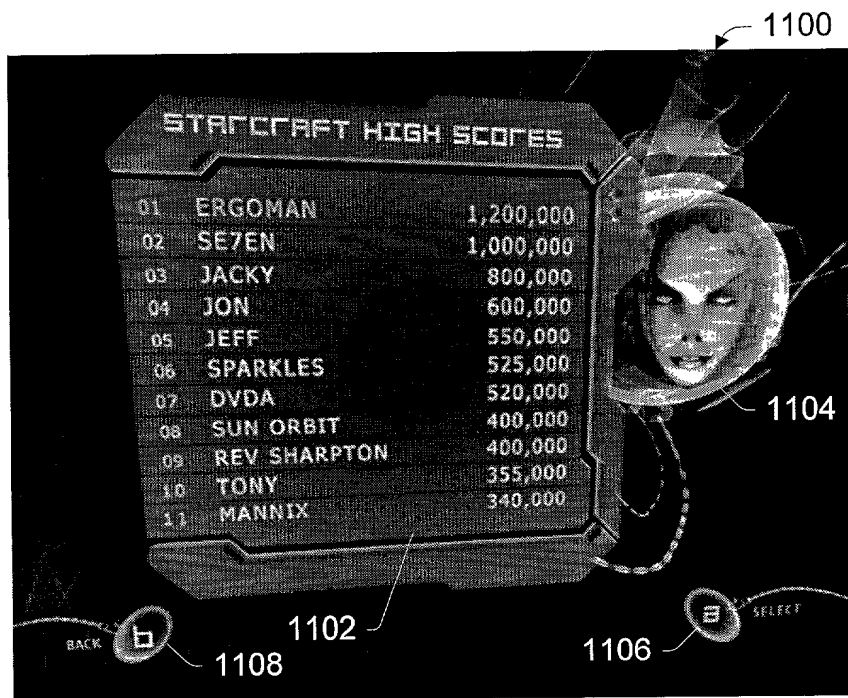 1100
STARCRAFT HIGH SCORES
01 ERGOMAN 1,200,000
02 SE7EN 1,000,000
03 JACKY 800,000
04 JON 600,000
05 JEFF 550,000
06 SPARKLES 525,000
07 DVDA 520,000
08 SUN ORBIT 400,000
09 REV SHARPTON 400,000
10 TONY 355,000
11 MANNIX 340,000
1104
1102
BACK b 1108
1106 a SELECT